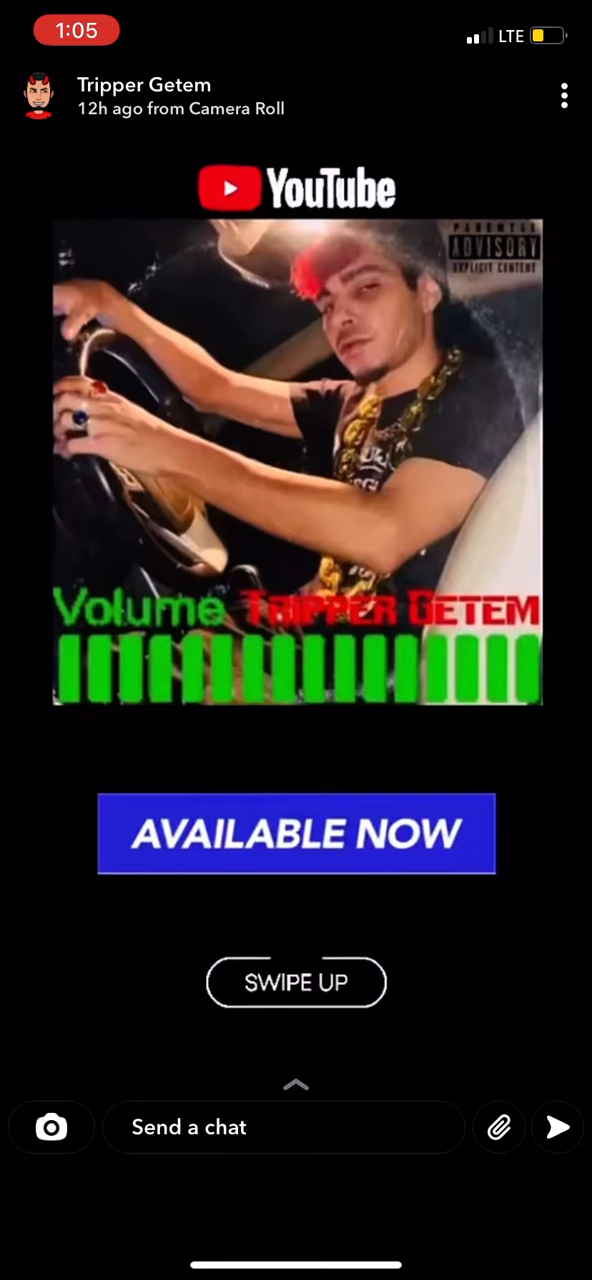 1:05
LTE
Tripper Getem
12h ago from Camera Roll
YouTube
PARENTAL
ADVISORY
EXPLICIT CONTENT
Volume TRIPPER GETEM
AVAILABLE NOW
SWIPE UP
Send a chat